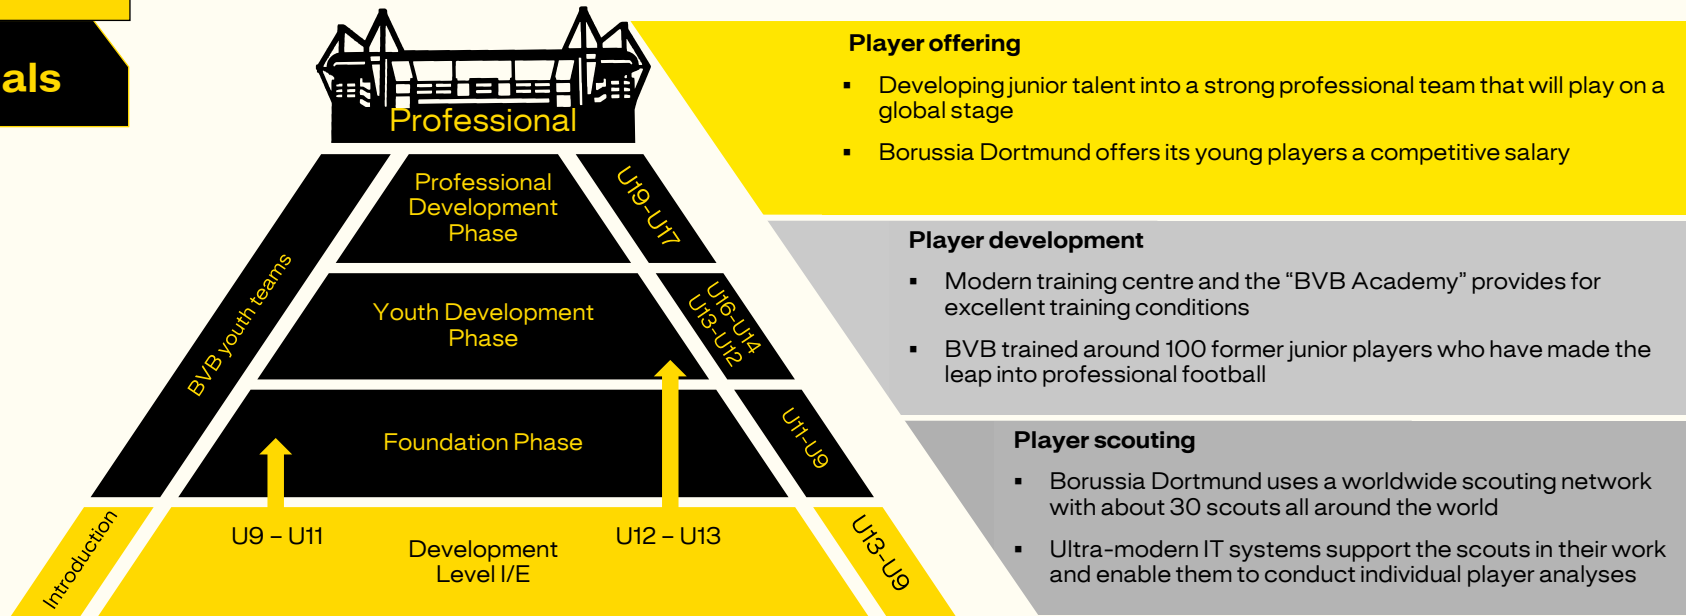 als
Professional
Professional
Development
Phase
U19-U17
BVB youth teams
Youth Development
Phase
U16-U14
U13-U12
Foundation Phase
U11-U9
Introduction
U9 – U11
Development
Level I/E
U12 – U13
U13-U9
Player offering
▪ Developing junior talent into a strong professional team that will play on a
global stage
▪ Borussia Dortmund offers its young players a competitive salary
Player development
▪ Modern training centre and the “BVB Academy” provides for
excellent training conditions
▪ BVB trained around 100 former junior players who have made the
leap into professional football
Player scouting
▪ Borussia Dortmund uses a worldwide scouting network
with about 30 scouts all around the world
▪ Ultra-modern IT systems support the scouts in their work
and enable them to conduct individual player analyses